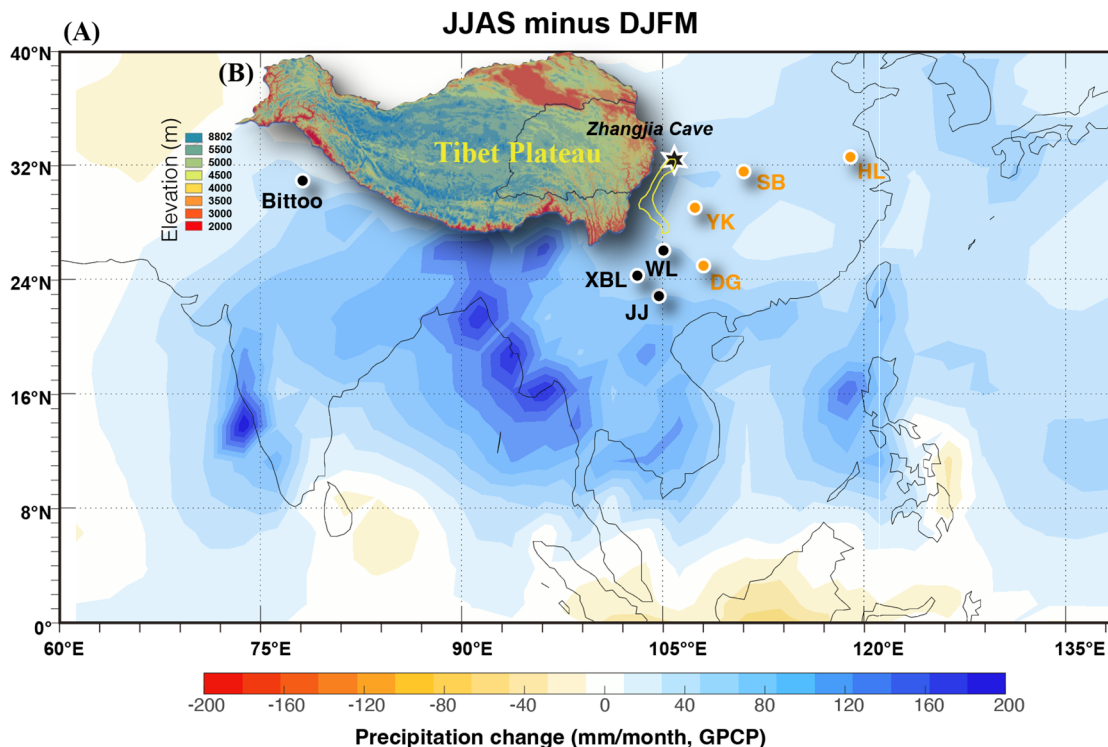 JJAS minus DJFM
(A)
(B)
40°N
32°N
24°N
16°N
8°N
0°
Elevation (m)
8802
5500
5000
4500
4000
3500
3000
2000
Tibet Plateau
Zhangjia Cave
Bittoo
SB
HL
YK
WL
DG
XBL
JJ
60°E
75°E
90°E
105°E
120°E
135°E
-200 -160 -120 -80 -40 0 40 80 120 160 200
Precipitation change (mm/month, GPCP)